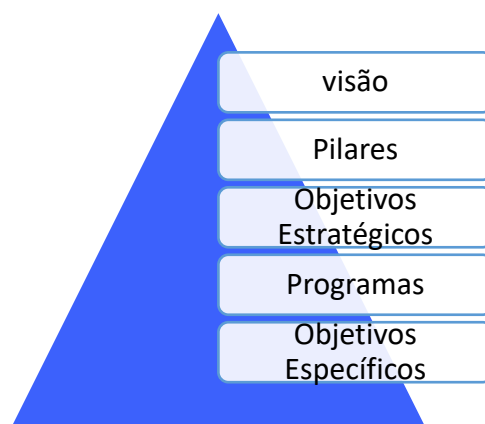 visão
Pilares
Objetivos
Estratégicos
Programas
Objetivos
Específicos